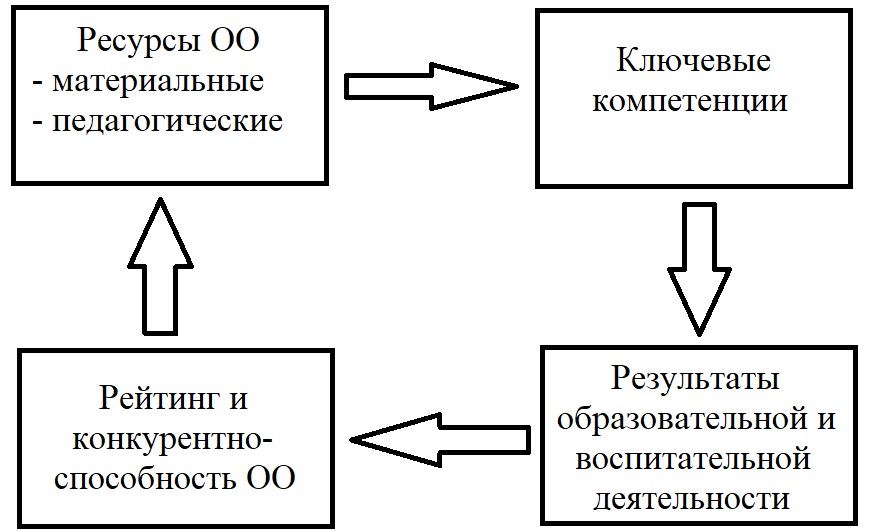 Ресурсы ОО
- материальные
- педагогические
Ключевые
компетенции
Рейтинг и
конкурентно-
способность ОО
Результаты
образовательной и
воспитательной
деятельности